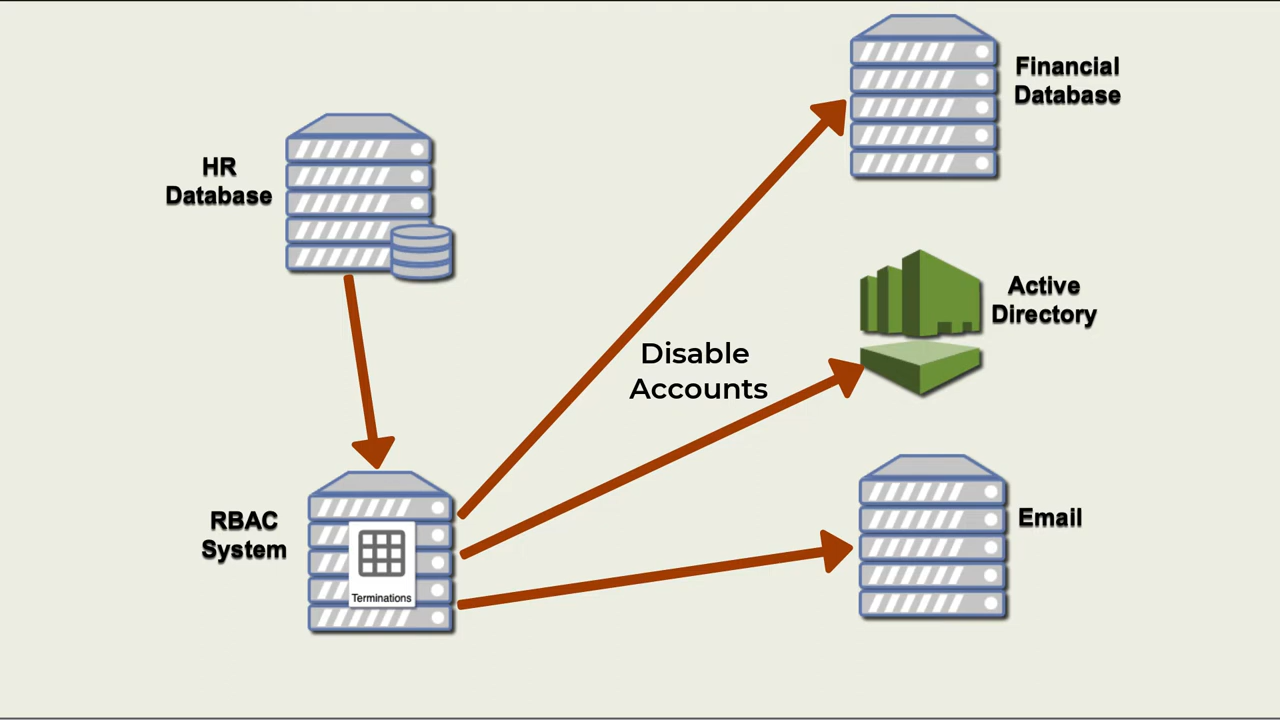 Financial
Database
HR
Database
Active
Directory
Disable
Accounts
RBAC
System
Email
Terminations